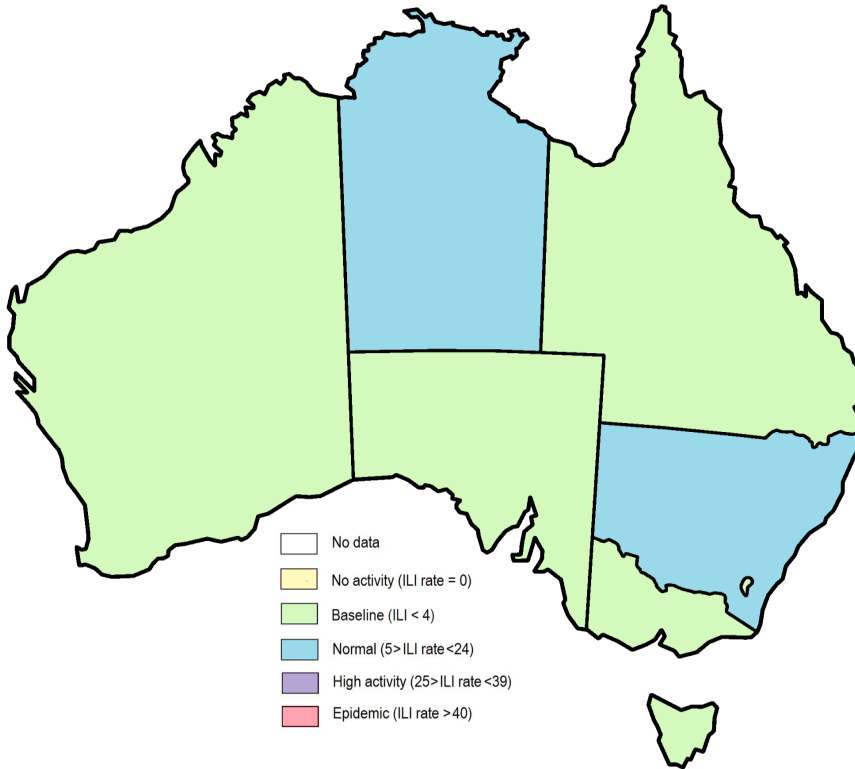 No data
No activity (ILI rate = 0)
Baseline (ILI < 4)
Normal (5> ILI rate<24)
High activity (25> ILI rate <39)
Epidemic (ILI rate >40)